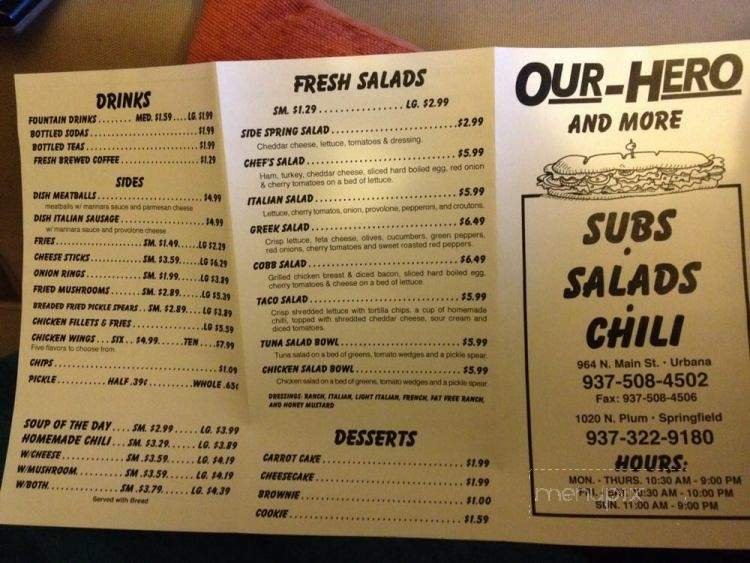 DRINKS
FOUNTAIN DRINKS........ MED. $1.59 ....LG. $1.99
BOTTLED SODAS..............................$1.99
BOTTLED TEAS................................$1.99
FRESH BREWED COFFEE.....................$1.29
SIDES
DISH MEATBALLS.............................$4.99
meatballs w/ marinara sauce and parmesan cheese
DISH ITALIAN SAUSAGE......................$4.99
w/ marinara sauce and provolone cheese
FRIES....................SM. $1.49....LG $2.29
CHEESE STICKS...........SM. $3.59....LG $6.29
ONION RINGS.............SM. $1.99....LG $3.89
FRIED MUSHROOMS.......SM. $2.89....LG $5.39
BREADED FRIED PICKLE SPEARS.. SM. $2.89....LG $3.89
CHICKEN FILLETS & FRIES..................LG $5.59
CHICKEN WINGS... SIX.. $4.99......TEN ...$7.99
Five flavors to choose from
CHIPS........................................$1.09
PICKLE............HALF .39¢........WHOLE .65¢
SOUP OF THE DAY.... SM. $2.99.... LG. $3.99
HOMEMADE CHILI....SM. $3.29..... LG. $3.89
W/CHEESE............SM .$3.59..... LG. $4.19
W/MUSHROOM.......SM. $3.59..... LG. $4.19
W/BOTH..............SM .$3.79..... LG. $4.39
Served with Bread
FRESH SALADS
SM. $1.29.................LG. $2.99
SIDE SPRING SALAD..........................$2.99
Cheddar cheese, lettuce, tomatoes & dressing.
CHEF'S SALAD................................$5.99
Ham, turkey, cheddar cheese, sliced hard boiled egg, red onion
& cherry tomatoes on a bed of lettuce.
ITALIAN SALAD...............................$5.99
Lettuce, cherry tomatos, onion, provolone, pepperoni, and croutons.
GREEK SALAD................................$6.49
Crisp lettuce, feta cheese, olives, cucumbers, green peppers,
red onions, cherry tomatoes and sweet roasted red peppers.
COBB SALAD..................................$6.49
Grilled chicken breast & diced bacon, sliced hard boiled egg,
cherry tomatoes & cheese on a bed of lettuce.
TACO SALAD..................................$5.99
Crisp shredded lettuce with tortilla chips, a cup of homemade
chili, topped with shredded cheddar cheese, sour cream and
diced tomatoes.
TUNA SALAD BOWL...........................$5.99
Tuna salad on a bed of greens, tomato wedges and a pickle spear.
CHICKEN SALAD BOWL........................$5.99
Chicken salad on a bed of greens, tomato wedges and a pickle spear.
DRESSINGS: RANCH, ITALIAN, LIGHT ITALIAN, FRENCH, FAT FREE RANCH,
AND HONEY MUSTARD
DESSERTS
CARROT CAKE................................$1.99
CHEESECAKE.................................$1.99
BROWNIE.....................................$1.00
COOKIE......................................$1.59
OUR-HERO
AND MORE
SUBS
•
SALADS
•
CHILI
964 N. Main St. • Urbana
937-508-4502
Fax: 937-508-4506
1020 N. Plum • Springfield
937-322-9180
HOURS:
MON. - THURS. 10:30 AM - 9:00 PM
FRI. - SAT. 10:30 AM - 10:00 PM
SUN. 11:00 AM - 9:00 PM
menupix